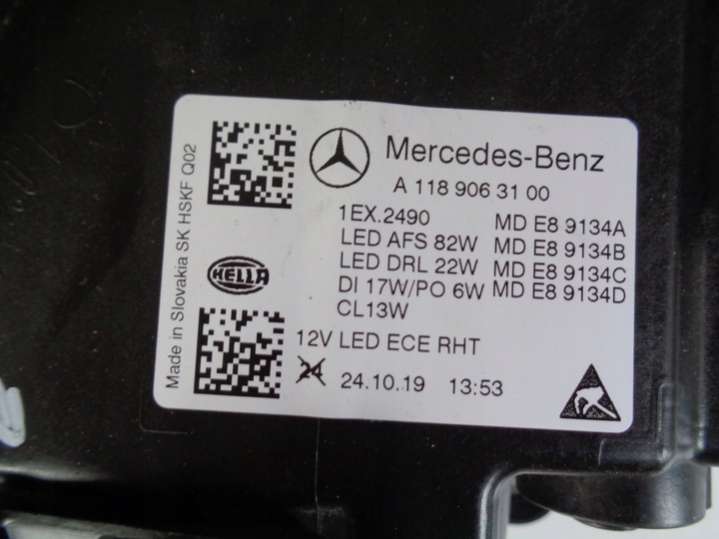 Mercedes-Benz
A 118 906 31 00
1EX.2490 MD E8 9134A
LED AFS 82W MD E8 9134B
LED DRL 22W MD E8 9134C
DI 17W/PO 6W MD E8 9134D
CL13W
12V LED ECE RHT
24 24.10.19 13:53
HELLA
Made in Slovakia SK HSKF Q02